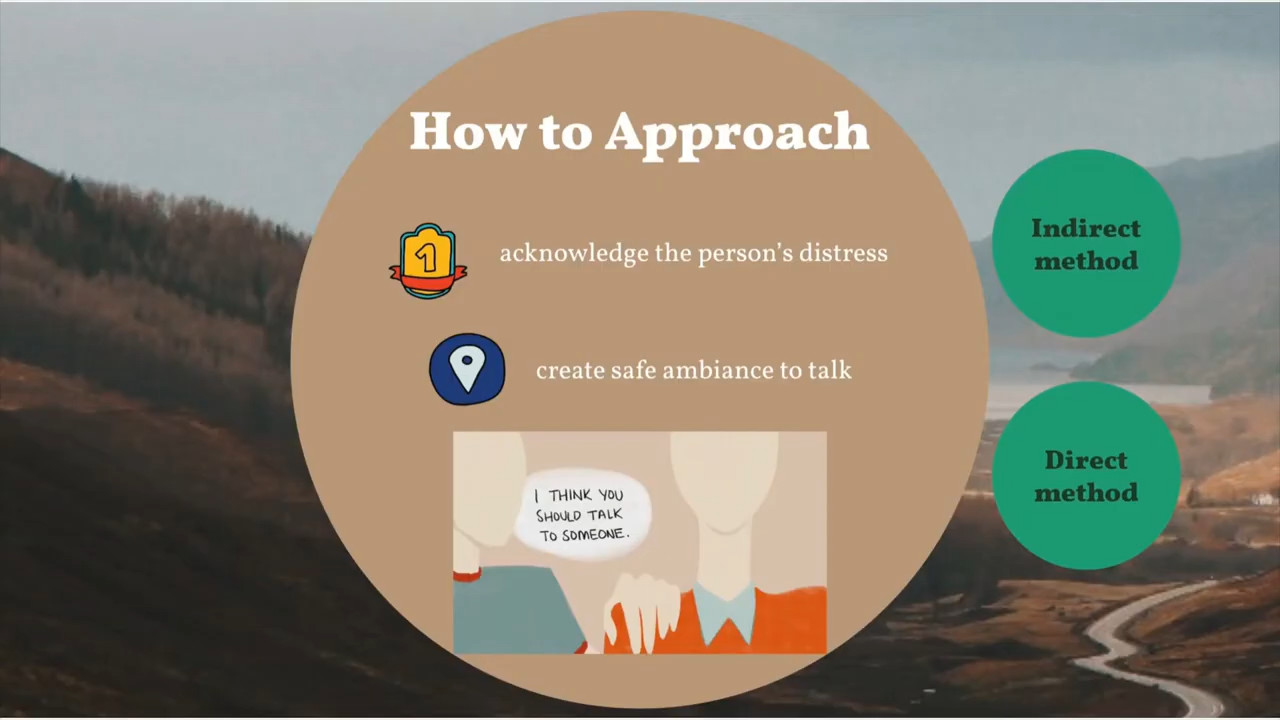 How to Approach
1
acknowledge the person's distress
create safe ambiance to talk
I THINK YOU
SHOULD TALK
TO SOMEONE.
Indirect
method
Direct
method